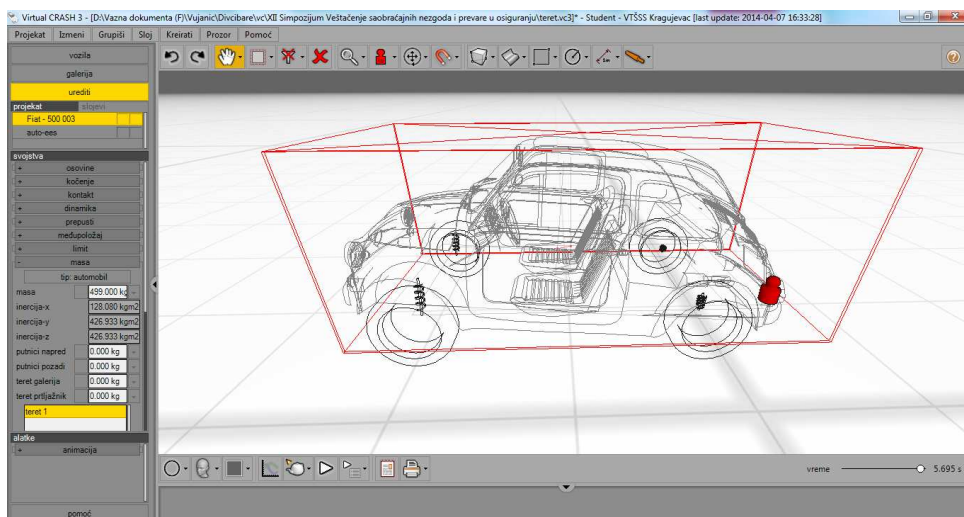 Virtual CRASH 3 - [D:\Vazna dokumenta (F)\Vujanic\Divcibare\vc\XII Simpozijum Veštačenje saobraćajnih nezgoda i prevare u osiguranju\teret.vc3]* - Student - VTŠSS Kragujevac [last update: 2014-04-07 16:33:28]
Projekat Izmeni Grupiši Sloj Kreirati Prozor Pomoć
vozila
galerija
urediti
projekat slojevi
Fiat - 500 003
auto-ees
svojstva
+ osovine
+ kočenje
+ kontakt
+ dinamika
+ prepusti
+ međupoložaj
+ limit
- masa
tip: automobil
masa 499.000 kg
inercija-x 128.080 kgm2
inercija-y 426.933 kgm2
inercija-z 426.933 kgm2
putnici napred 0.000 kg
putnici pozadi 0.000 kg
teret galerija 0.000 kg
teret prtljažnik 0.000 kg
teret 1
alatke
+ animacija
vreme 5.695 s
pomoć